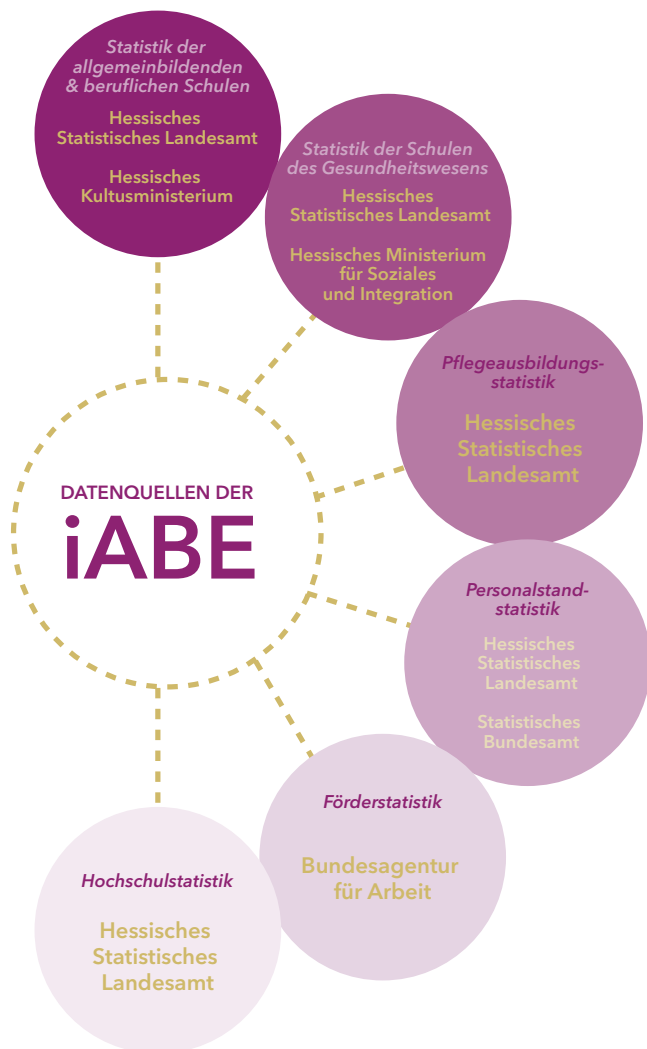 Statistik der
allgemeinbildenden
& beruflichen Schulen
Hessisches
Statistisches Landesamt
Hessisches
Kultusministerium
Statistik der Schulen
des Gesundheitswesens
Hessisches
Statistisches Landesamt
Hessisches Ministerium
für Soziales
und Integration
Pflegeausbildungs-
statistik
Hessisches
Statistisches
Landesamt
DATENQUELLEN DER
iABE
Personalstand-
statistik
Hessisches
Statistisches
Landesamt
Statistisches
Bundesamt
Förderstatistik
Bundesagentur
für Arbeit
Hochschulstatistik
Hessisches
Statistisches
Landesamt